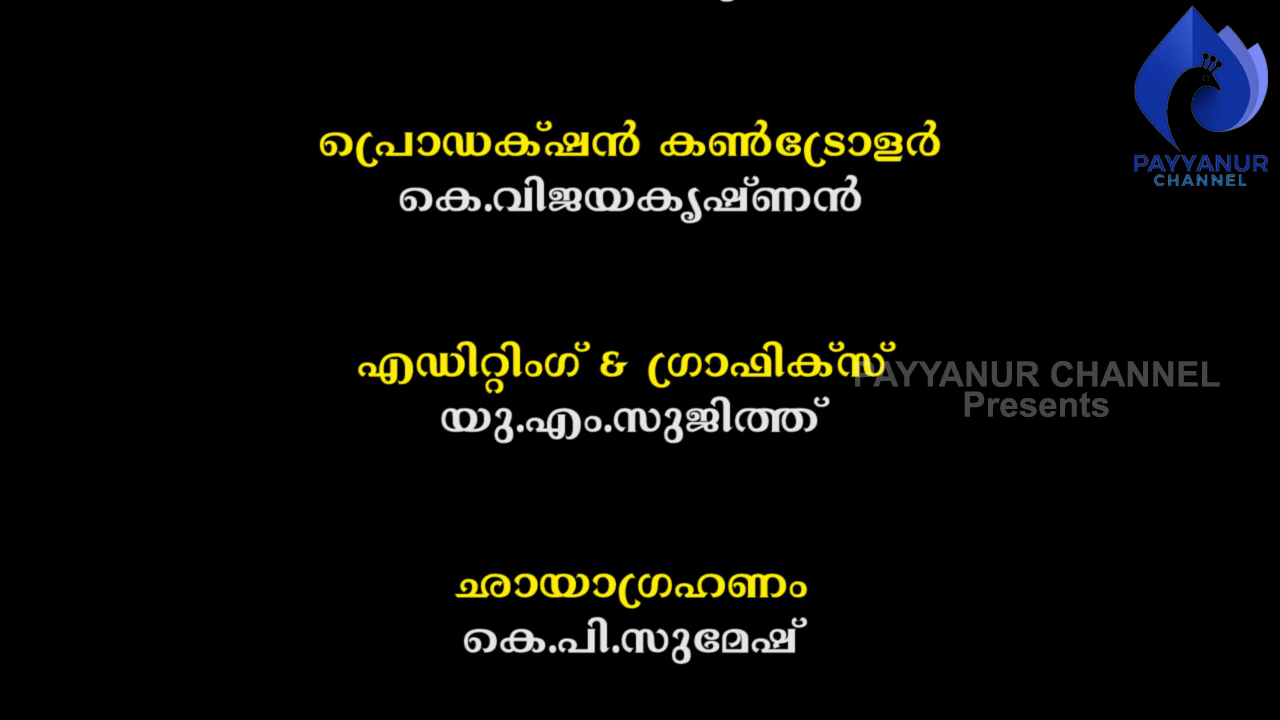 PAYYANUR
CHANNEL
പ്രൊഡക്ഷൻ കൺട്രോളർ
കെ.വിജയകൃഷ്ണൻ
എഡിറ്റിംഗ് & ഗ്രാഫിക്സ്
യു.എം.സുജിത്ത്
PAYYANUR CHANNEL
Presents
ഛായാഗ്രഹണം
കെ.പി.സുമേഷ്